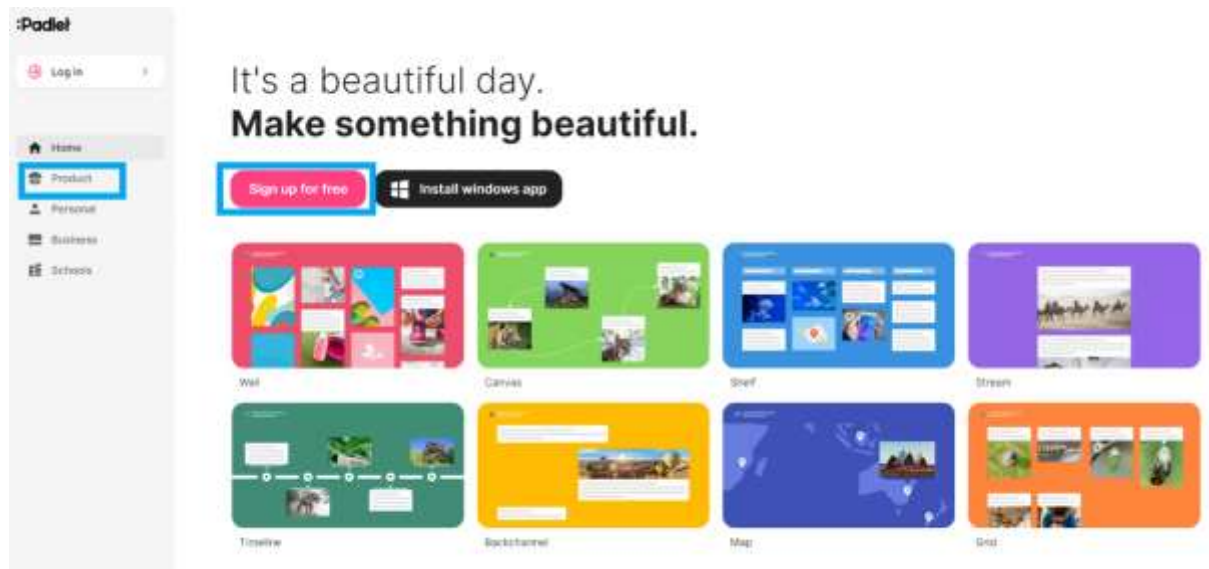 :Padlet
Log in
Home
Product
Personal
Business
Schools
It's a beautiful day.
Make something beautiful.
Sign up for free
Install windows app
Wall
Canvas
Shelf
Stream
Timeline
Backchannel
Map
Grid